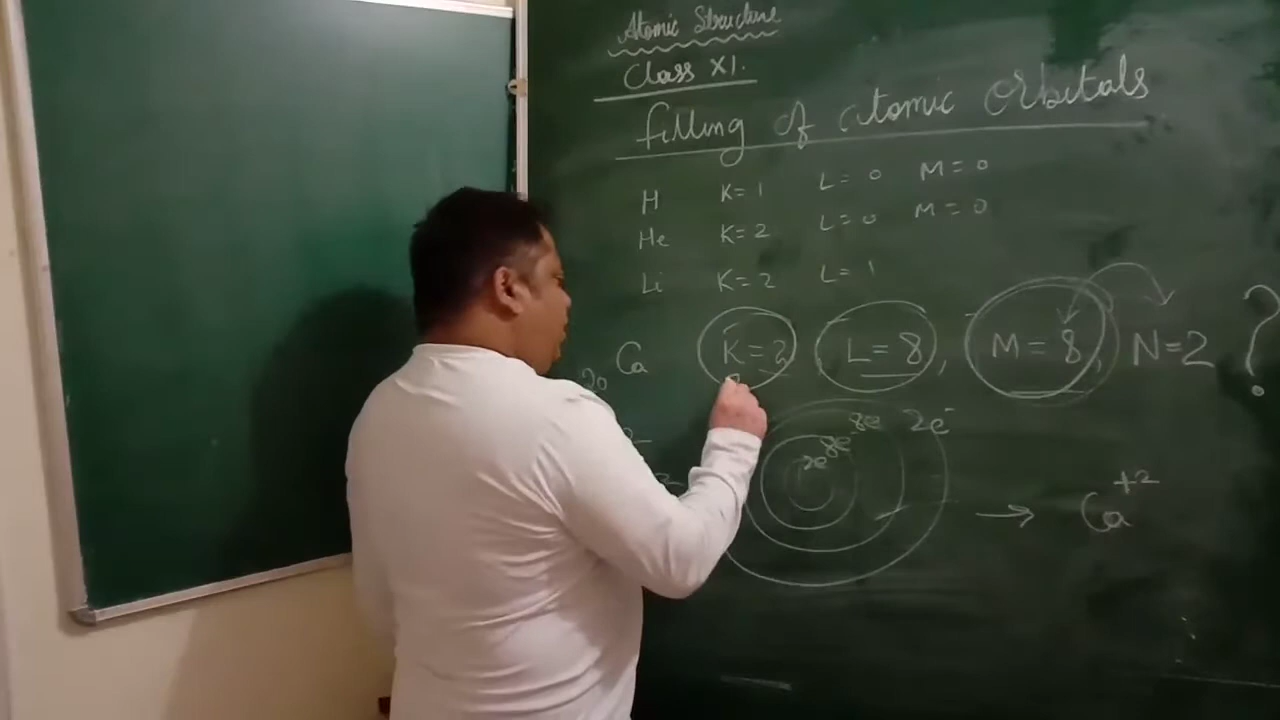 Atomic Structure
Class XI.
filling of atomic orbitals
H K=1 L=0 M=0
He K=2 L=0 M=0
Li K=2 L=1
20 Ca K=2 L=8, M=8, N=2 ?
2e 8e⁻ 8e 2e⁻
→ Ca⁺²